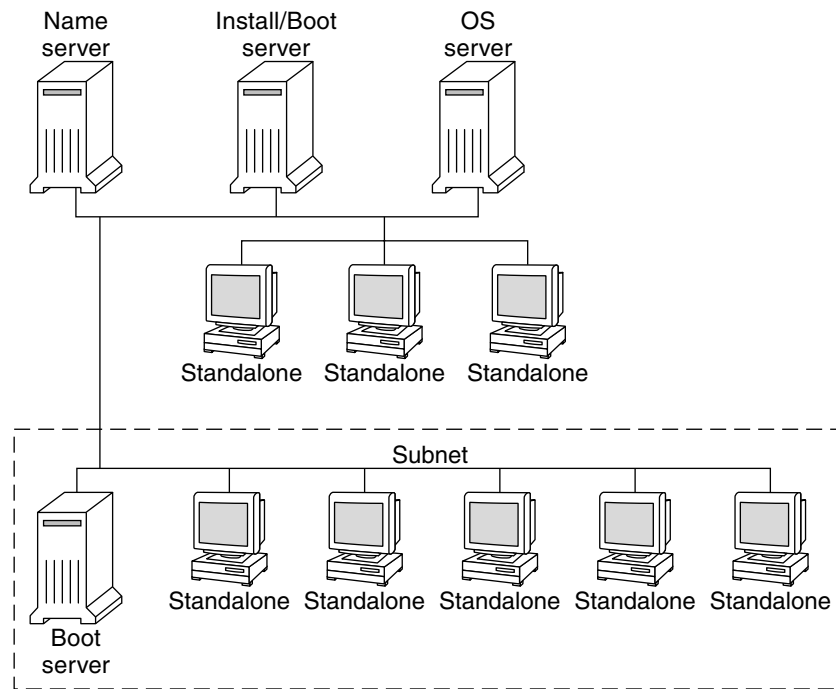 Name
server
Install/Boot
server
OS
server
Standalone
Standalone
Standalone
Subnet
Boot
server
Standalone
Standalone
Standalone
Standalone
Standalone